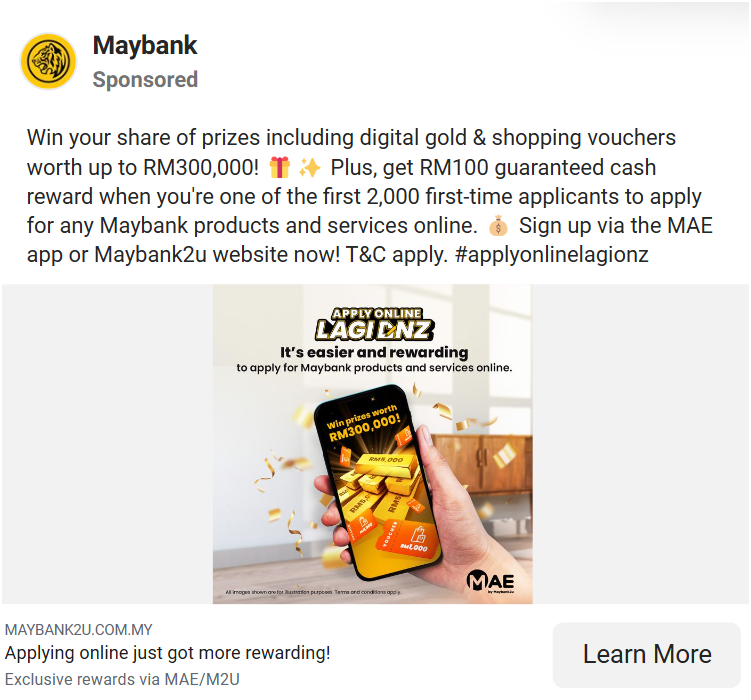 Maybank
Sponsored
Win your share of prizes including digital gold & shopping vouchers
worth up to RM300,000! 🎁 ✨ Plus, get RM100 guaranteed cash
reward when you're one of the first 2,000 first-time applicants to apply
for any Maybank products and services online. 💰 Sign up via the MAE
app or Maybank2u website now! T&C apply. #applyonlinelagionz
APPLY ONLINE
LAGI ONZ
It's easier and rewarding
to apply for Maybank products and services online.
Win prizes worth
RM300,000!
RM5,000
VOUCHER
RM1,000
MAE
by Maybank2u
All images shown are for illustration purposes. Terms and conditions apply.
MAYBANK2U.COM.MY
Applying online just got more rewarding!
Exclusive rewards via MAE/M2U
Learn More